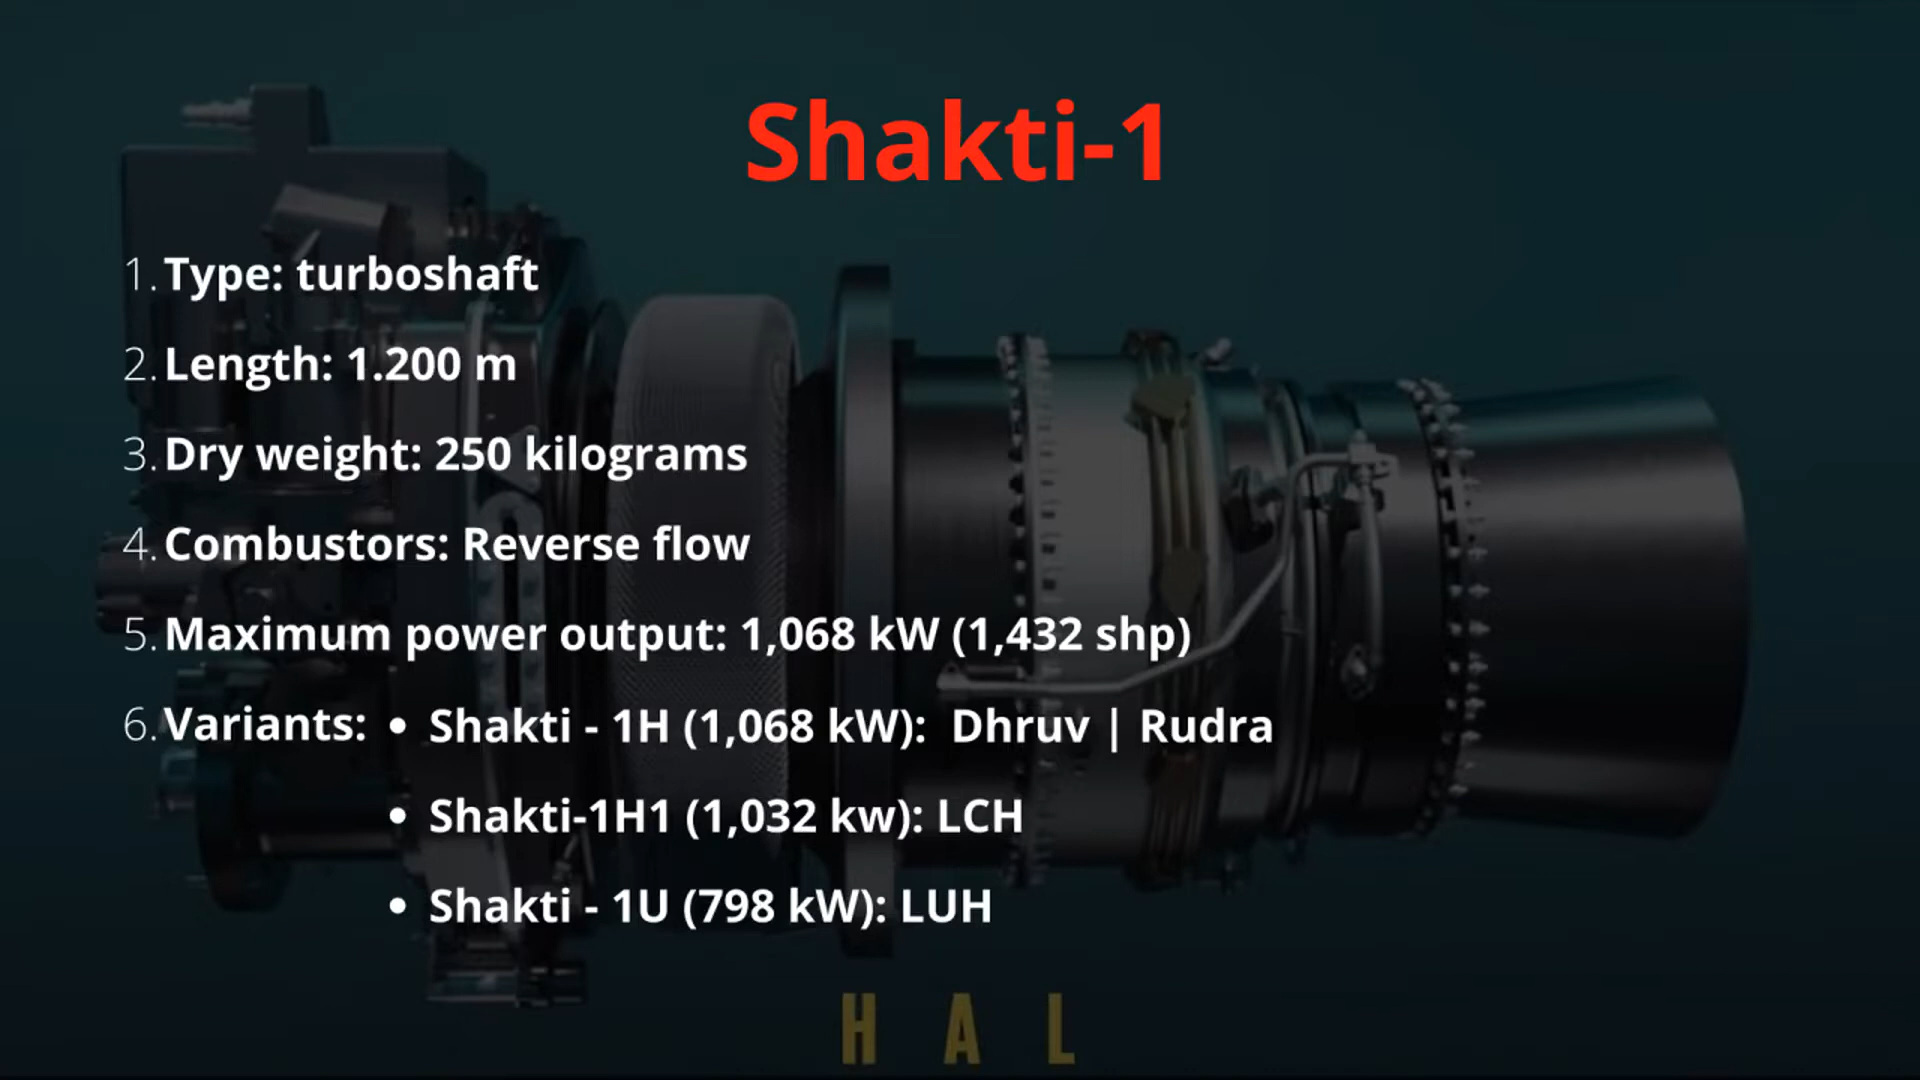 Shakti-1
1. Type: turboshaft
2. Length: 1.200 m
3. Dry weight: 250 kilograms
4. Combustors: Reverse flow
5. Maximum power output: 1,068 kW (1,432 shp)
6. Variants: • Shakti - 1H (1,068 kW): Dhruv | Rudra
• Shakti-1H1 (1,032 kw): LCH
• Shakti - 1U (798 kW): LUH
HAL